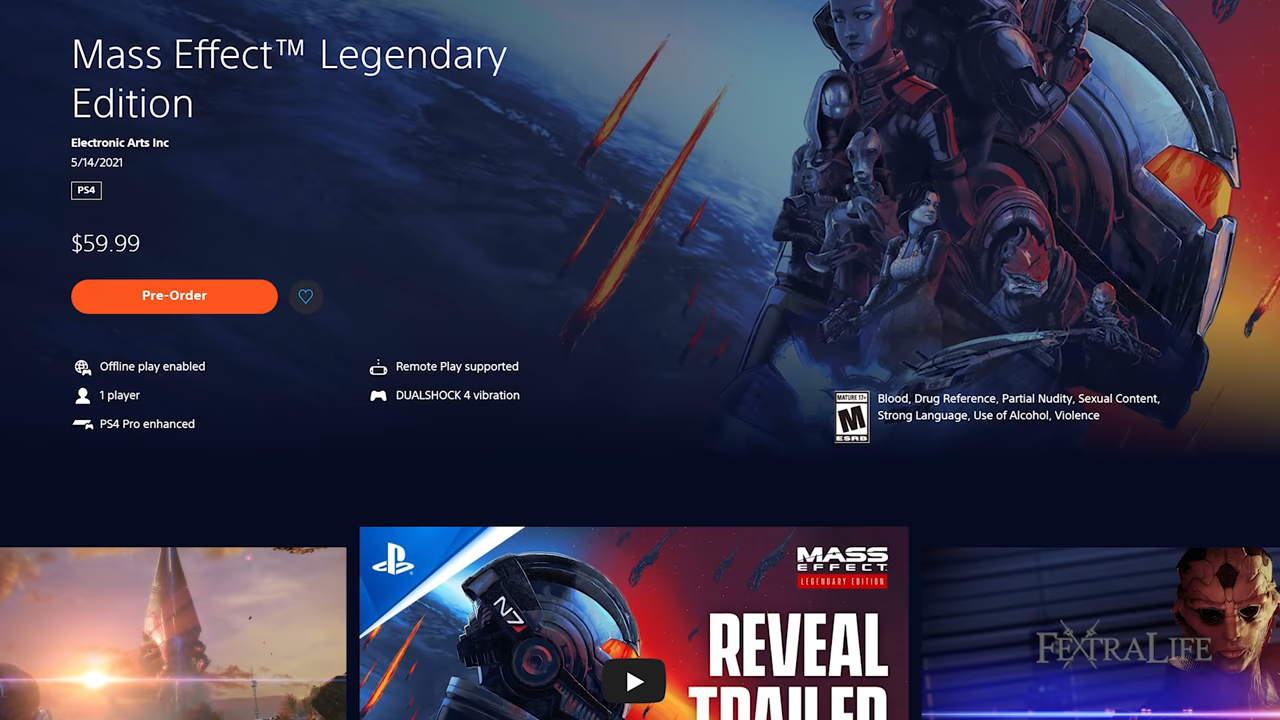 Mass Effect™ Legendary
Edition
Electronic Arts Inc
5/14/2021
PS4
$59.99
Pre-Order
Offline play enabled
Remote Play supported
1 player
DUALSHOCK 4 vibration
PS4 Pro enhanced
MATURE 17+
M
ESRB
Blood, Drug Reference, Partial Nudity, Sexual Content,
Strong Language, Use of Alcohol, Violence
MASS
EFFECT
LEGENDARY EDITION
N7
REVEAL
TRAILER
FEXTRALIFE